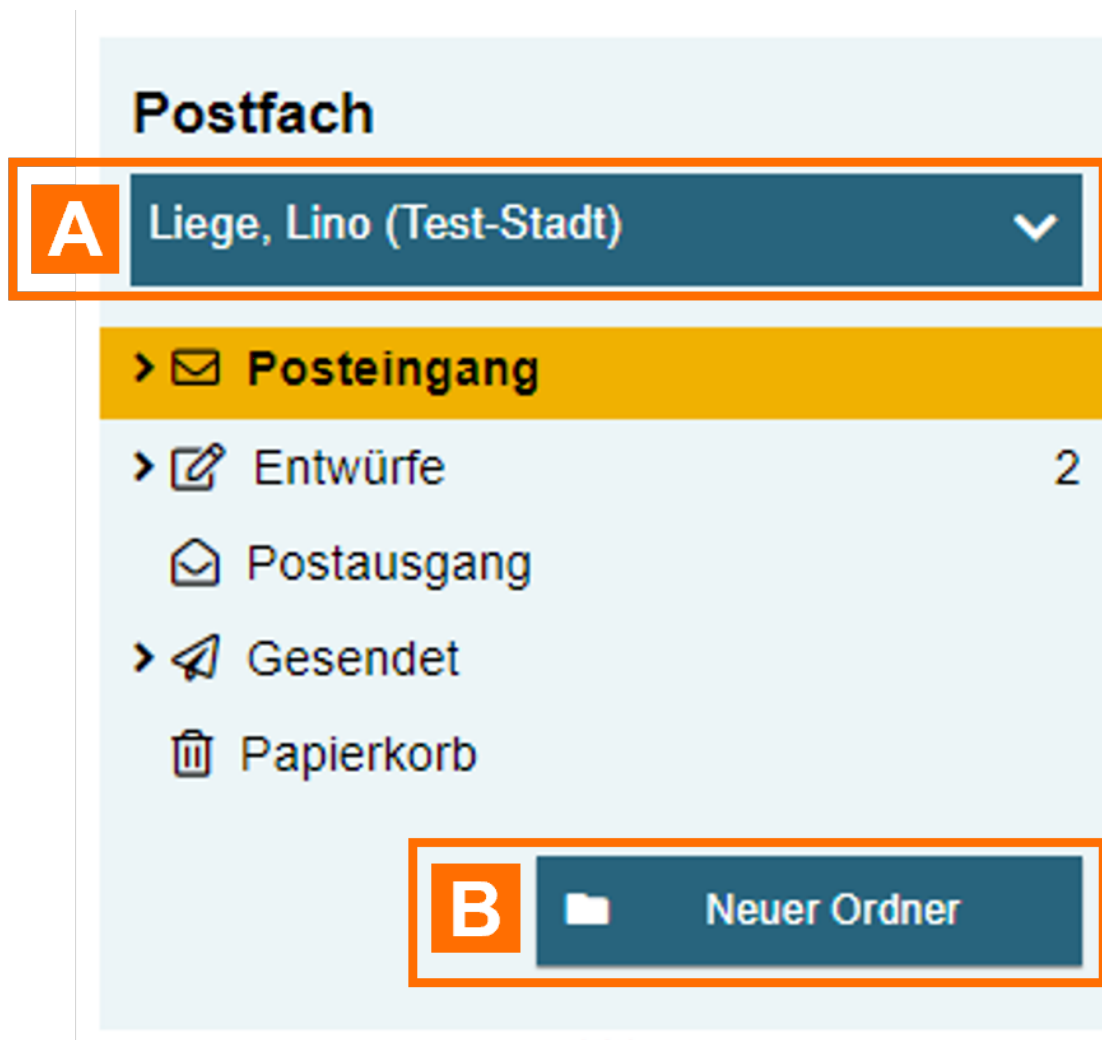 Postfach
A Liege, Lino (Test-Stadt)
Posteingang
Entwürfe 2
Postausgang
Gesendet
Papierkorb
B Neuer Ordner